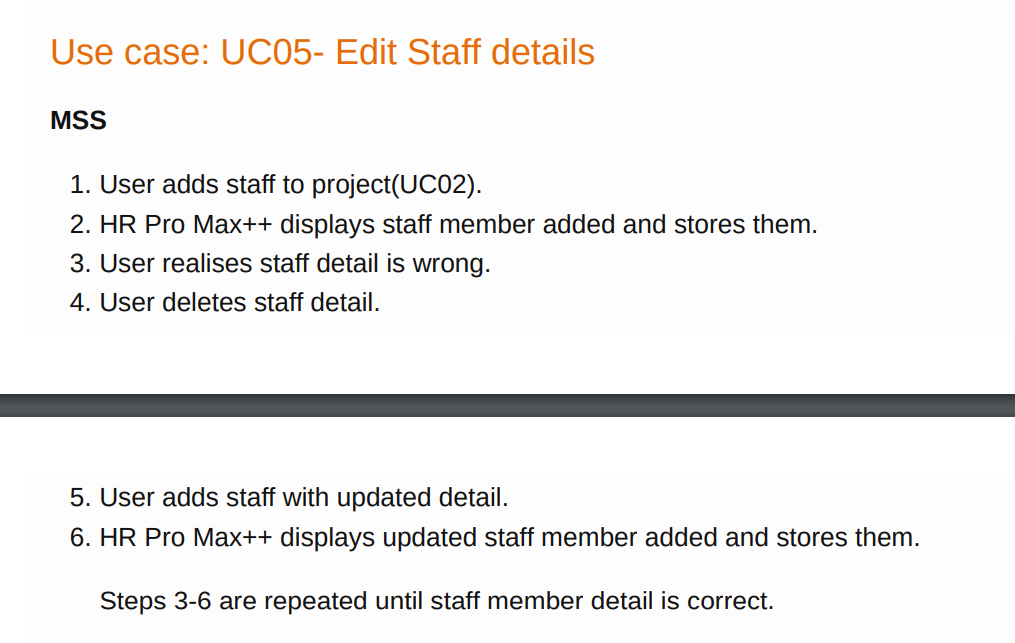 Use case: UC05- Edit Staff details
MSS
1. User adds staff to project(UC02).
2. HR Pro Max++ displays staff member added and stores them.
3. User realises staff detail is wrong.
4. User deletes staff detail.
5. User adds staff with updated detail.
6. HR Pro Max++ displays updated staff member added and stores them.
Steps 3-6 are repeated until staff member detail is correct.